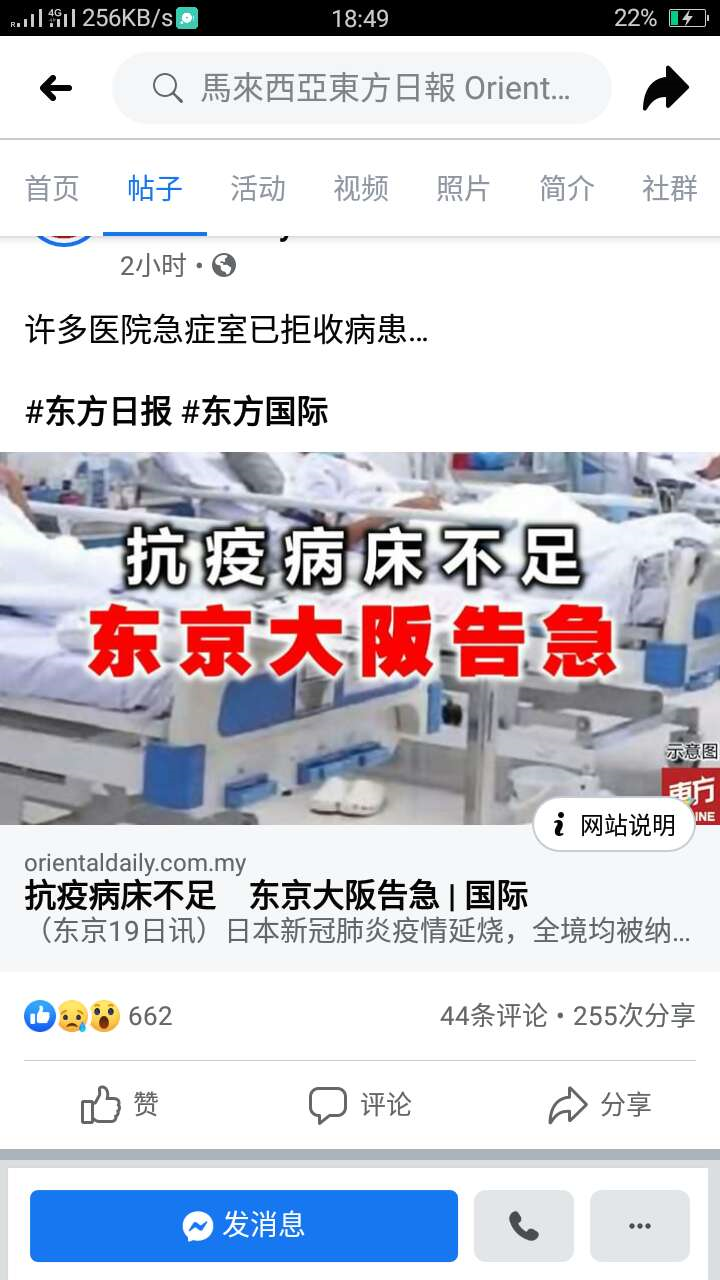 R 4G 256KB/s 18:49 22%
馬來西亞東方日報 Orient...
首页 帖子 活动 视频 照片 简介 社群
2小时 ·
许多医院急症室已拒收病患...
#东方日报 #东方国际
抗疫病床不足
东京大阪告急
示意图
東方
INE
网站说明
orientaldaily.com.my
抗疫病床不足 东京大阪告急 | 国际
（东京19日讯）日本新冠肺炎疫情延烧，全境均被纳...
662 44条评论 · 255次分享
赞 评论 分享
发消息